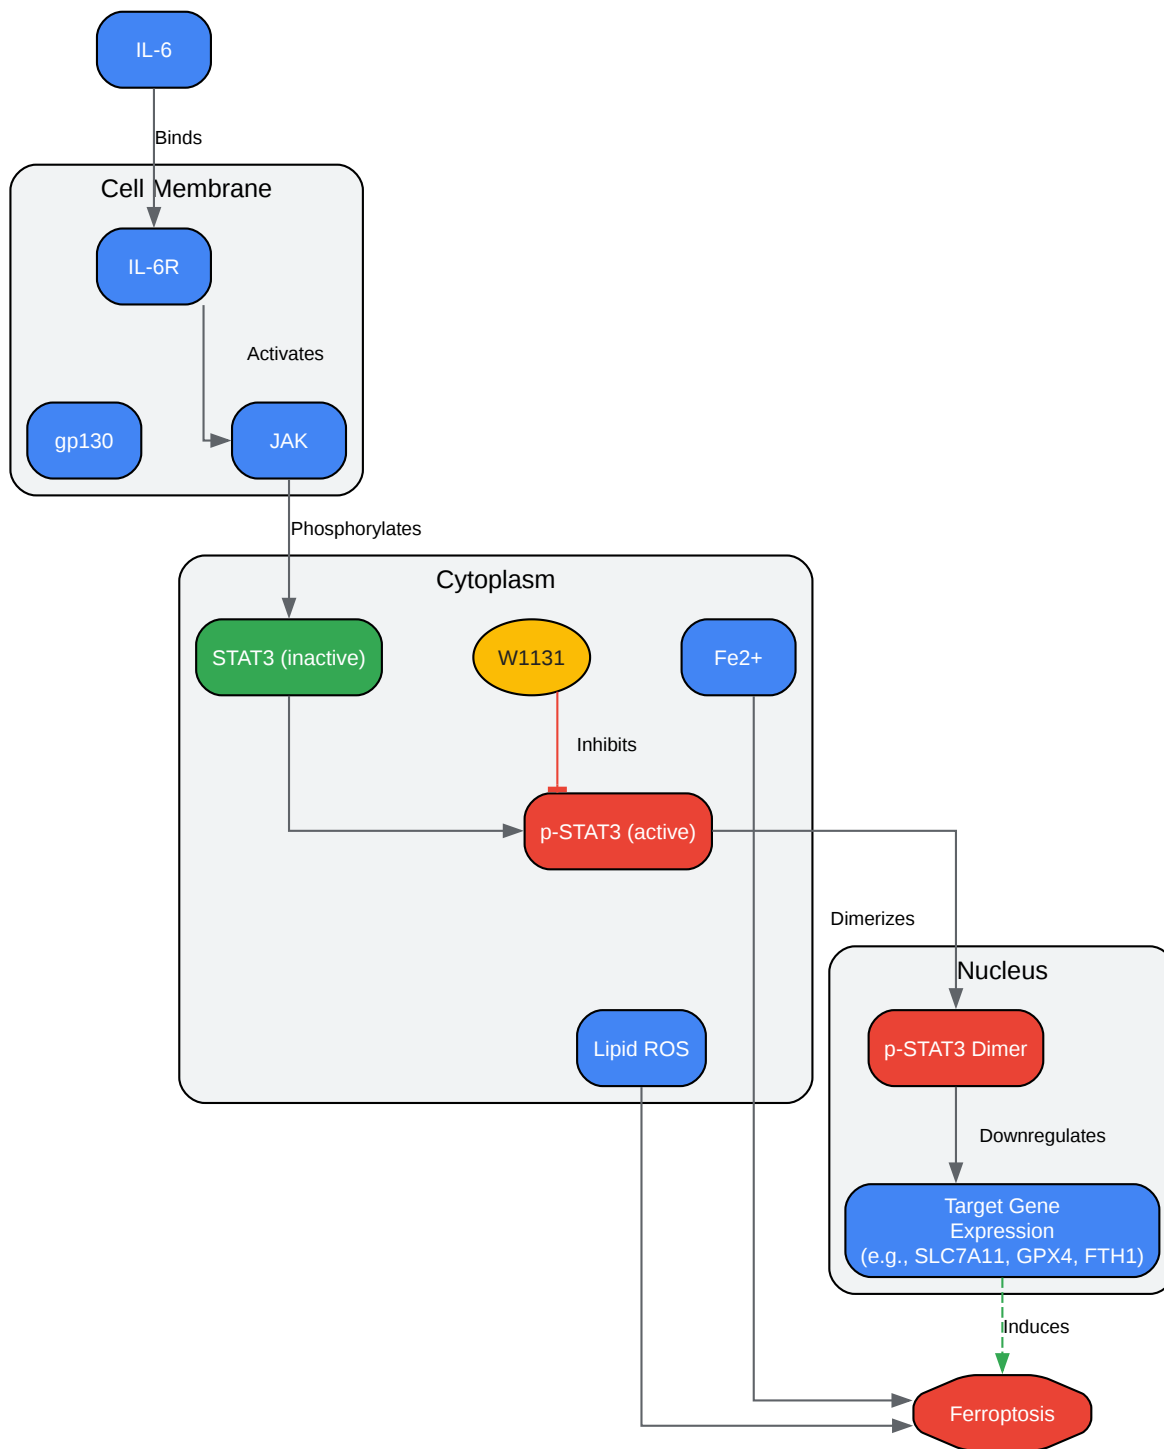 IL-6
Binds
Cell Membrane
IL-6R
Activates
gp130
JAK
Phosphorylates
Cytoplasm
STAT3 (inactive)
W1131
Fe2+
Inhibits
p-STAT3 (active)
Dimerizes
Nucleus
Lipid ROS
p-STAT3 Dimer
Downregulates
Target Gene
Expression
(e.g., SLC7A11, GPX4, FTH1)
Induces
Ferroptosis